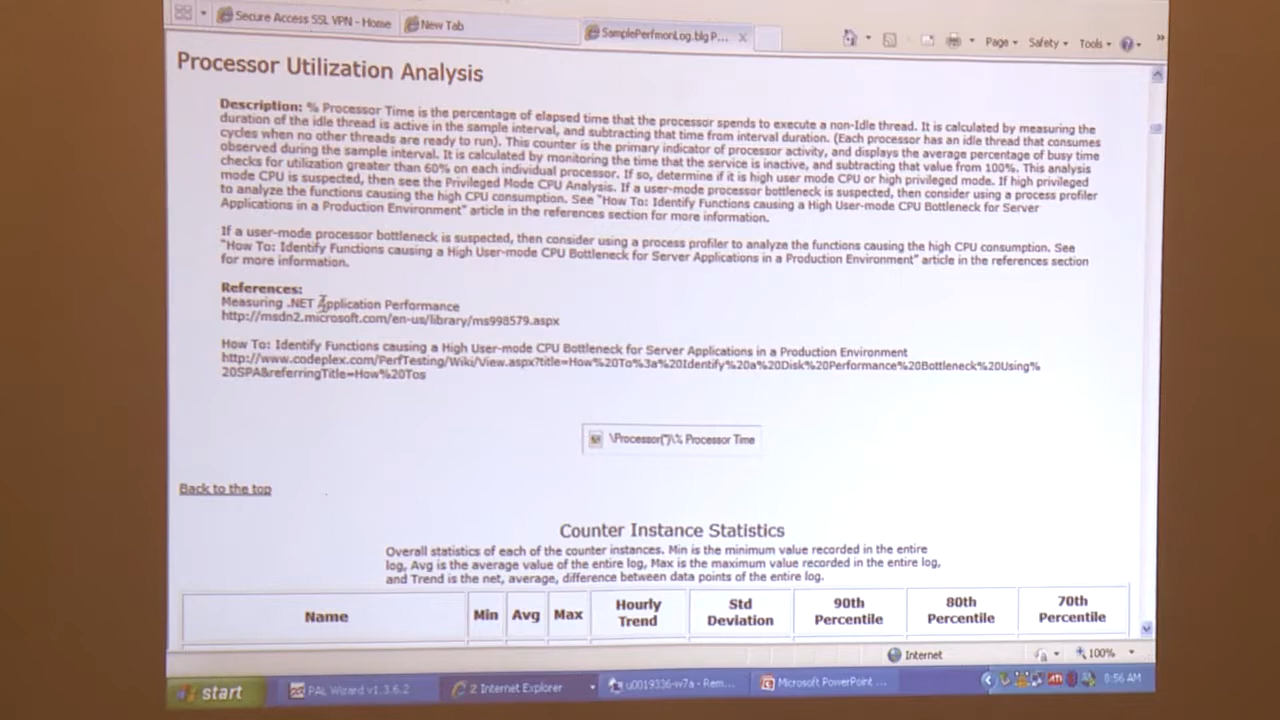 Secure Access SSL VPN - Home
New Tab
SamplePerfmonLog.blg P...
Page
Safety
Tools
Processor Utilization Analysis
Description: % Processor Time is the percentage of elapsed time that the processor spends to execute a non-Idle thread. It is calculated by measuring the
duration of the idle thread is active in the sample interval, and subtracting that time from interval duration. (Each processor has an idle thread that consumes
cycles when no other threads are ready to run). This counter is the primary indicator of processor activity, and displays the average percentage of busy time
observed during the sample interval. It is calculated by monitoring the time that the service is inactive, and subtracting that value from 100%. This analysis
checks for utilization greater than 60% on each individual processor. If so, determine if it is high user mode CPU or high privileged mode. If high privileged
mode CPU is suspected, then see the Privileged Mode CPU Analysis. If a user-mode processor bottleneck is suspected, then consider using a process profiler
to analyze the functions causing the high CPU consumption. See "How To: Identify Functions causing a High User-mode CPU Bottleneck for Server
Applications in a Production Environment" article in the references section for more information.
If a user-mode processor bottleneck is suspected, then consider using a process profiler to analyze the functions causing the high CPU consumption. See
"How To: Identify Functions causing a High User-mode CPU Bottleneck for Server Applications in a Production Environment" article in the references section
for more information.
References:
Measuring .NET Application Performance
http://msdn2.microsoft.com/en-us/library/ms998579.aspx
How To: Identify Functions causing a High User-mode CPU Bottleneck for Server Applications in a Production Environment
http://www.codeplex.com/PerfTesting/Wiki/View.aspx?title=How%20To%3a%20Identify%20a%20Disk%20Performance%20Bottleneck%20Using%
20SPA&referringTitle=How%20Tos
\Processor(*)\% Processor Time
Back to the top
Counter Instance Statistics
Overall statistics of each of the counter instances. Min is the minimum value recorded in the entire
log, Avg is the average value of the entire log, Max is the maximum value recorded in the entire log,
and Trend is the net, average, difference between data points of the entire log.
Name
Min
Avg
Max
Hourly
Trend
Std
Deviation
90th
Percentile
80th
Percentile
70th
Percentile
Internet
100%
start
PAL Wizard v1.3.6.2
2 Internet Explorer
u0019336-w7a - Rem...
Microsoft PowerPoint ...
8:56 AM